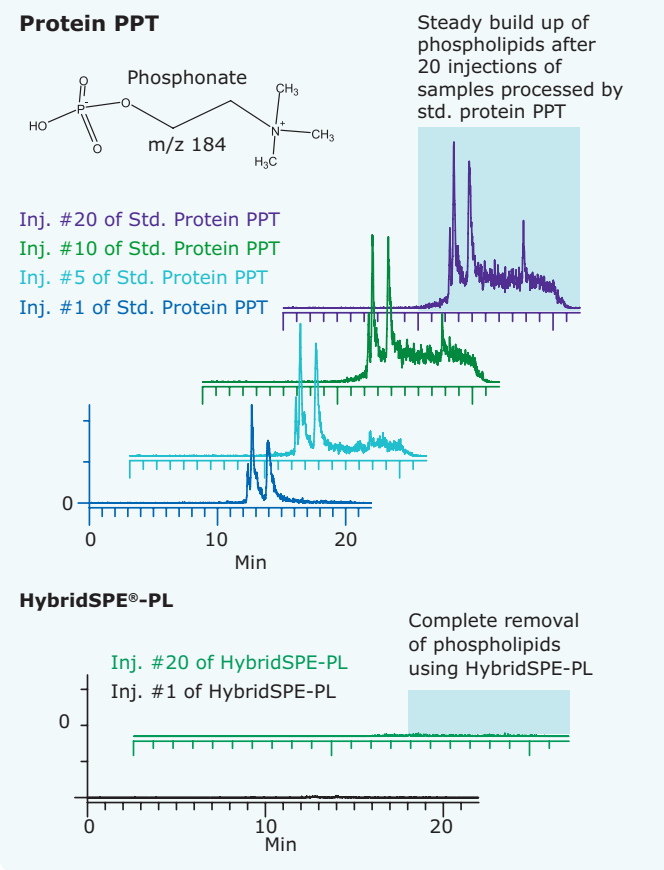 Protein PPT
Steady build up of
phospholipids after
20 injections of
samples processed by
std. protein PPT
O
Phosphonate
CH₃
P-
O
HO
N+
CH₃
O
m/z 184
H₃C
Inj. #20 of Std. Protein PPT
Inj. #10 of Std. Protein PPT
Inj. #5 of Std. Protein PPT
Inj. #1 of Std. Protein PPT
0
0 10 20
Min
HybridSPE®-PL
Complete removal
of phospholipids
using HybridSPE-PL
Inj. #20 of HybridSPE-PL
Inj. #1 of HybridSPE-PL
0
0 10 20
Min